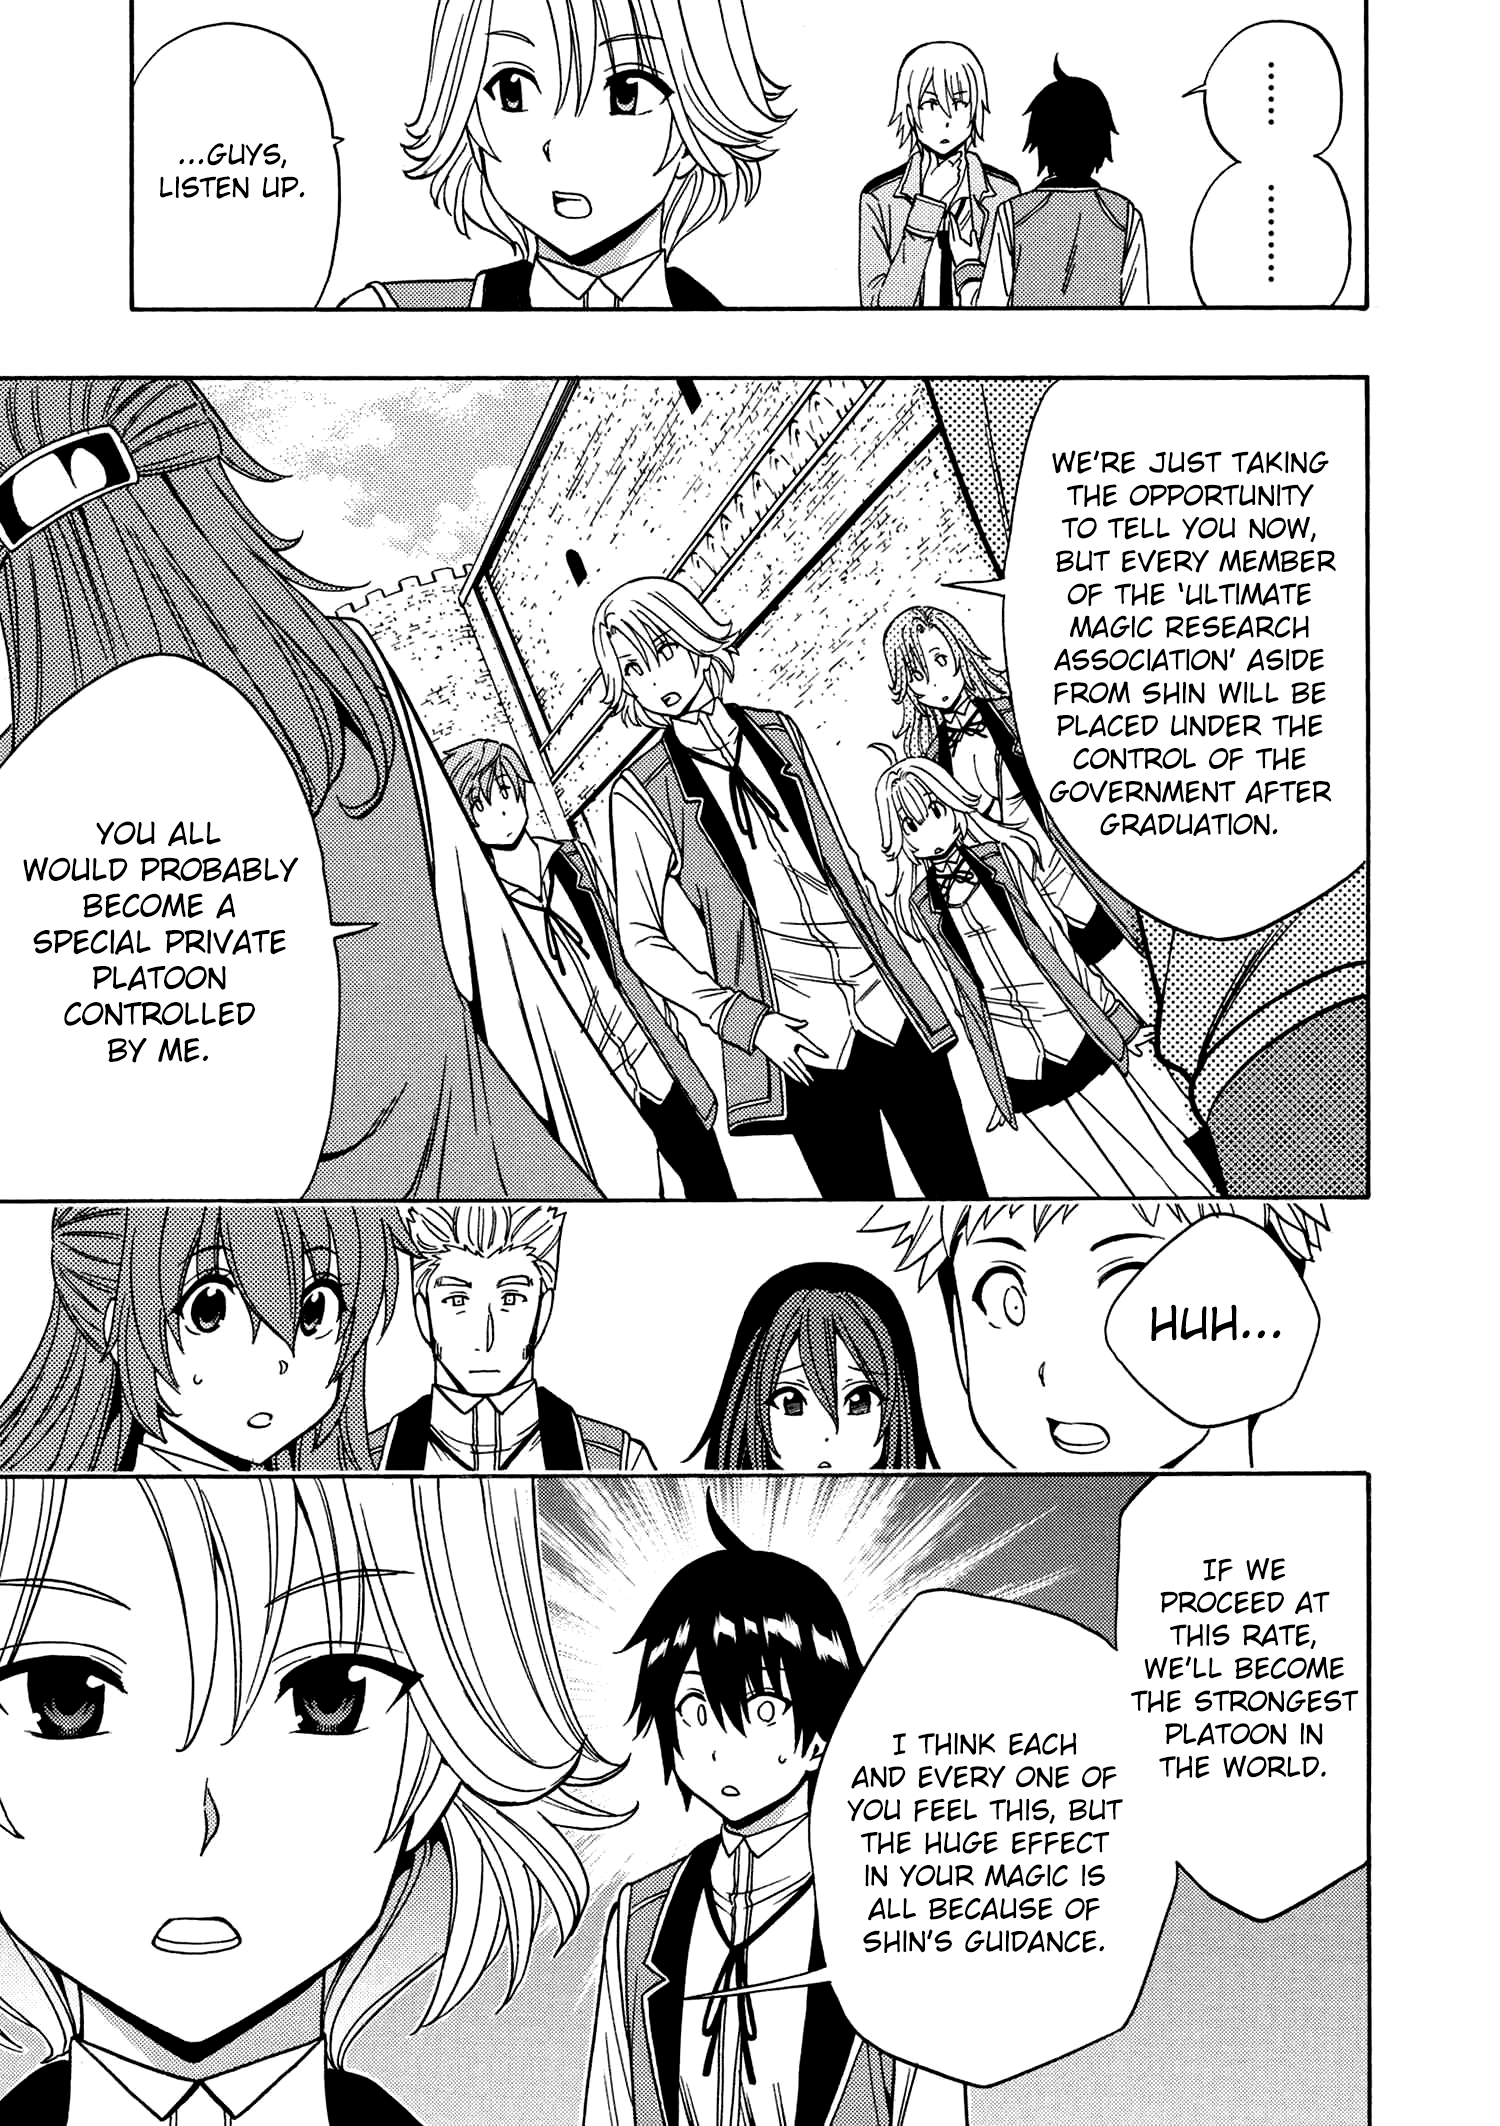 ............
............
...GUYS,
LISTEN UP.
WE'RE JUST TAKING
THE OPPORTUNITY
TO TELL YOU NOW,
BUT EVERY MEMBER
OF THE 'ULTIMATE
MAGIC RESEARCH
ASSOCIATION' ASIDE
FROM SHIN WILL BE
PLACED UNDER THE
CONTROL OF THE
GOVERNMENT AFTER
GRADUATION.
YOU ALL
WOULD PROBABLY
BECOME A
SPECIAL PRIVATE
PLATOON
CONTROLLED
BY ME.
HUH...
IF WE
PROCEED AT
THIS RATE,
WE'LL BECOME
THE STRONGEST
PLATOON IN
THE WORLD.
I THINK EACH
AND EVERY ONE OF
YOU FEEL THIS, BUT
THE HUGE EFFECT
IN YOUR MAGIC IS
ALL BECAUSE OF
SHIN'S GUIDANCE.